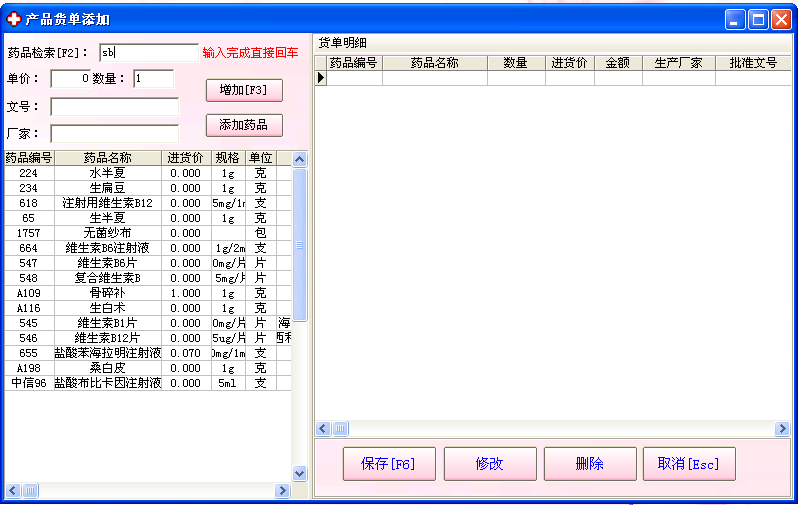 产品货单添加
药品检索[F2]： sb 输入完成直接回车
单价： 0 数量： 1 增加[F3]
文号：
添加药品
厂家：
药品编号 药品名称 进货价 规格 单位
224 水半夏 0.000 1g 克
234 生扁豆 0.000 1g 克
618 注射用维生素B12 0.000 5mg/1m 支
65 生半夏 0.000 1g 克
1757 无菌纱布 0.000 包
664 维生素B6注射液 0.000 1g/2m 支
547 维生素B6片 0.000 0mg/片 片
548 复合维生素B 0.000 5mg/片 片
A109 骨碎补 1.000 1g 克
A116 生白术 0.000 1g 克
545 维生素B1片 0.000 0mg/片 片 海
546 维生素B12片 0.000 5ug/片 片 西利
655 盐酸苯海拉明注射液 0.070 0mg/1m 支
A198 桑白皮 0.000 1g 克
中信96 盐酸布比卡因注射液 0.000 5ml 支
货单明细
药品编号 药品名称 数量 进货价 金额 生产厂家 批准文号
保存[F6] 修改 删除 取消[Esc]